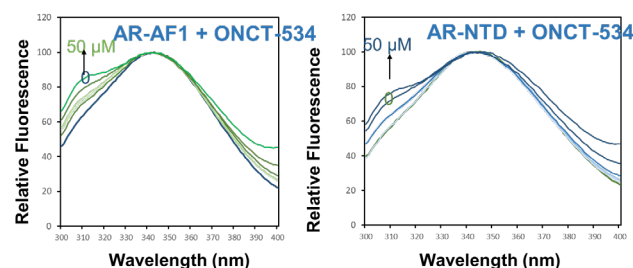 AR-AF1 + ONCT-534
50 µM
Relative Fluorescence
120
100
80
60
40
20
0
300 310 320 330 340 350 360 370 380 390 400
Wavelength (nm)
AR-NTD + ONCT-534
50 µM
Relative Fluorescence
120
100
80
60
40
20
0
300 310 320 330 340 350 360 370 380 390 400
Wavelength (nm)